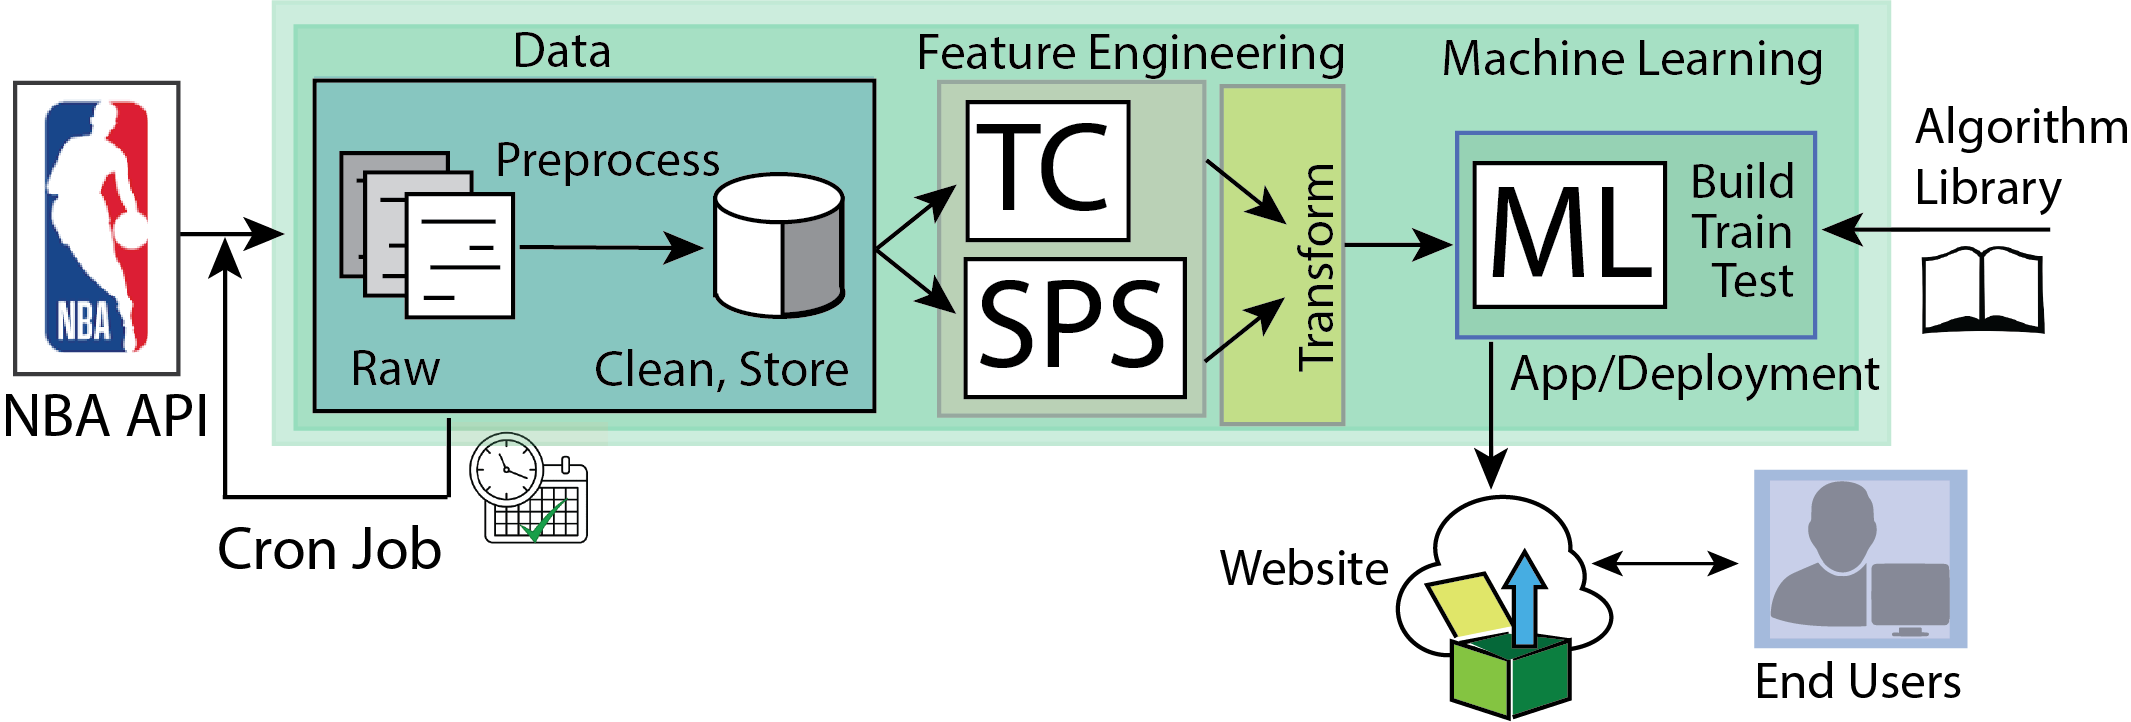 Data
Feature Engineering
Machine Learning
NBA
NBA API
Preprocess
Raw
Clean, Store
TC
SPS
Transform
ML
Build
Train
Test
Algorithm
Library
App/Deployment
Cron Job
Website
End Users